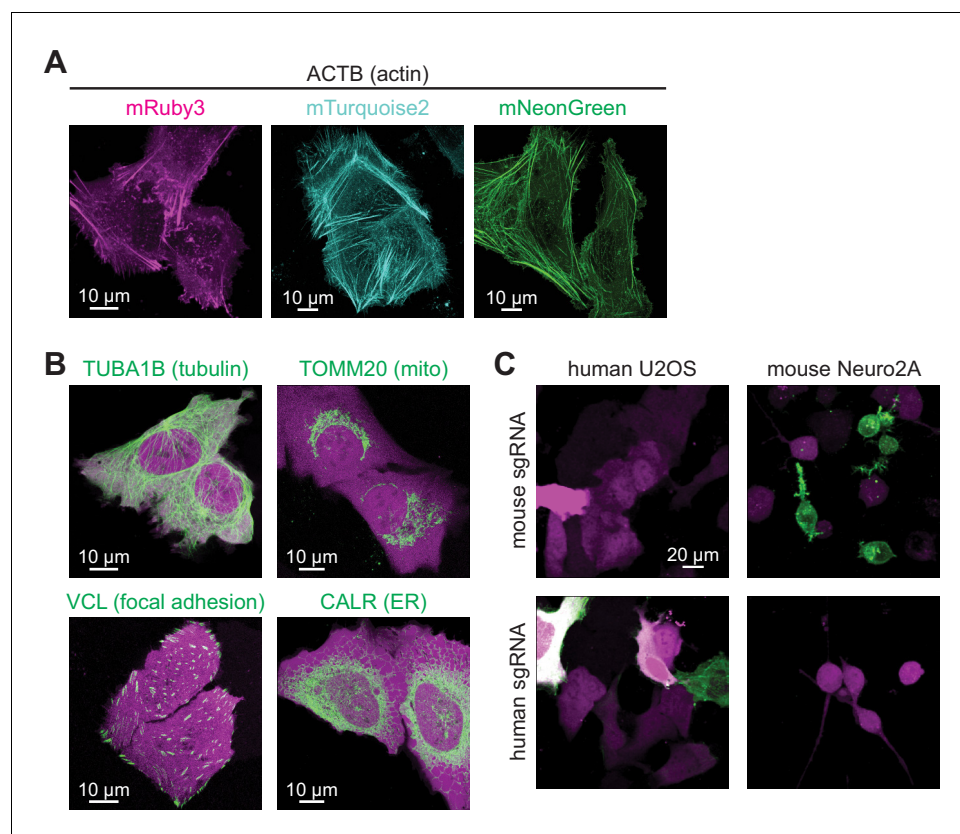 A
ACTB (actin)
mRuby3 mTurquoise2 mNeonGreen
10 µm 10 µm 10 µm
B
TUBA1B (tubulin) TOMM20 (mito)
10 µm 10 µm
VCL (focal adhesion) CALR (ER)
10 µm 10 µm
C
human U2OS mouse Neuro2A
mouse sgRNA
20 µm
human sgRNA